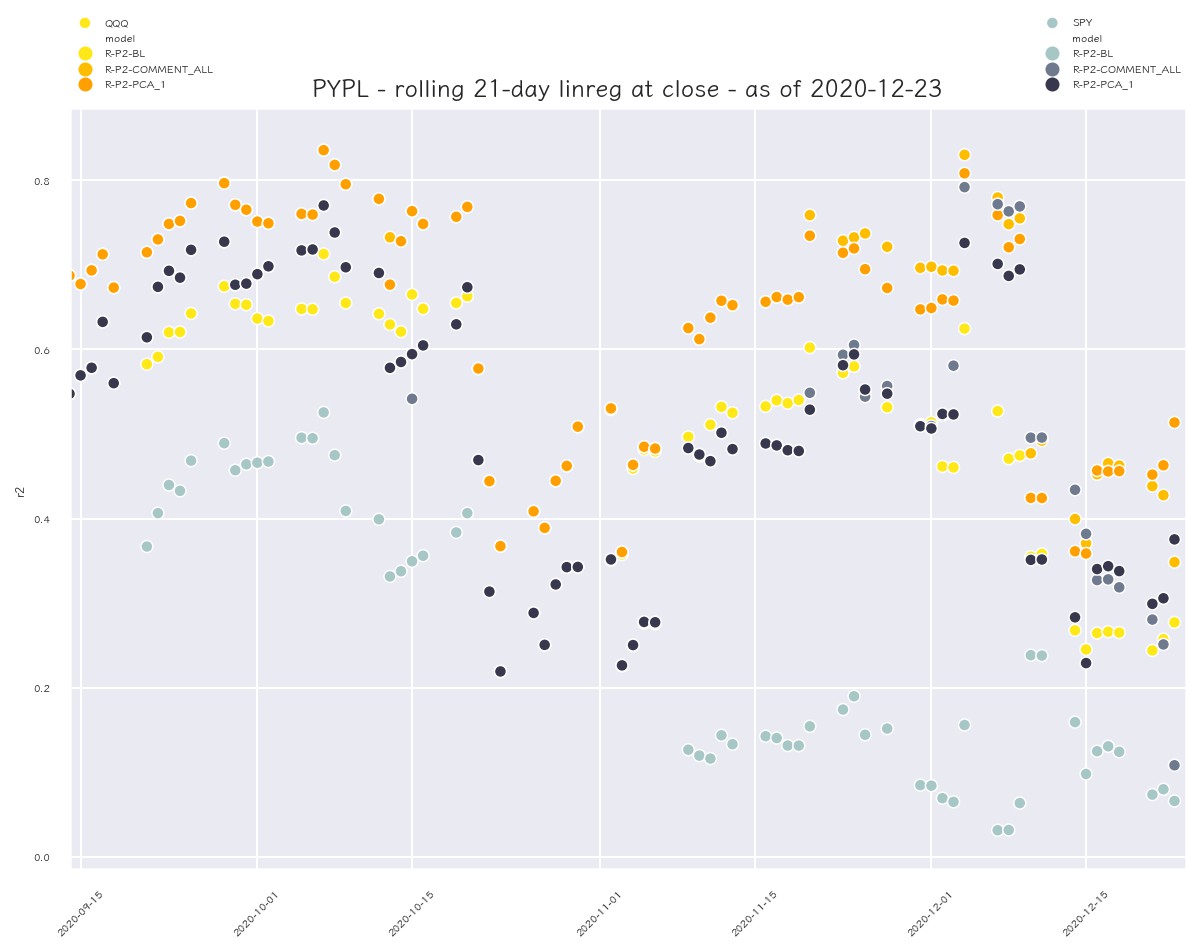 QQQ
model
R-P2-BL
R-P2-COMMENT_ALL
R-P2-PCA_1
SPY
model
R-P2-BL
R-P2-COMMENT_ALL
R-P2-PCA_1
PYPL - rolling 21-day linreg at close - as of 2020-12-23
0.8
0.6
0.4
0.2
0.0
r2
2020-09-15
2020-10-01
2020-10-15
2020-11-01
2020-11-15
2020-12-01
2020-12-15